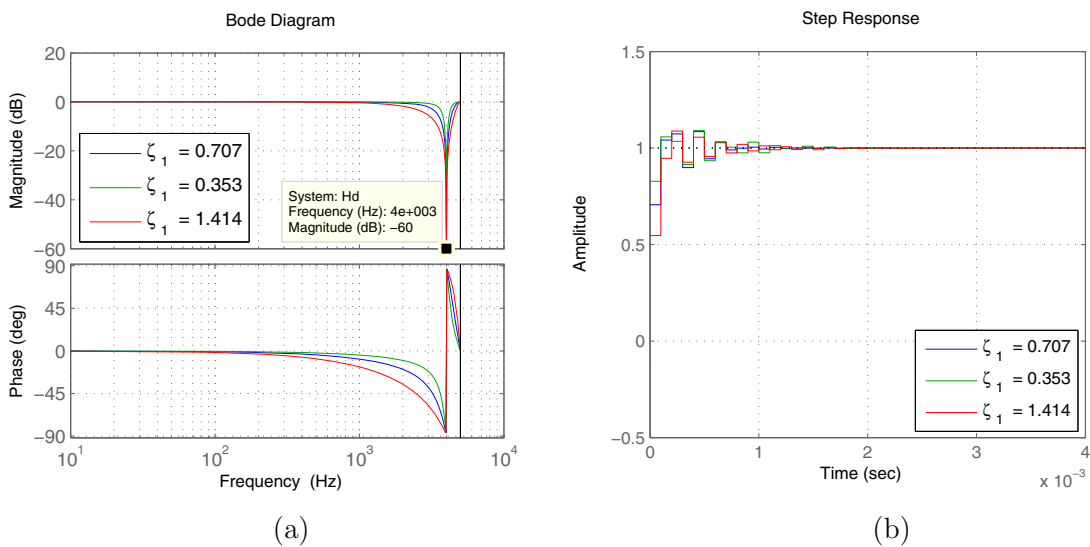 Bode Diagram
20
0
−20
−40
−60
Magnitude (dB)
ζ 1 = 0.707
ζ 1 = 0.353
ζ 1 = 1.414
System: Hd
Frequency (Hz): 4e+003
Magnitude (dB): −60
90
45
0
−45
−90
Phase (deg)
10^1
10^2
10^3
10^4
Frequency (Hz)
(a)
Step Response
1.5
1
0.5
0
−0.5
Amplitude
ζ 1 = 0.707
ζ 1 = 0.353
ζ 1 = 1.414
0
1
2
3
4
Time (sec)
x 10^−3
(b)